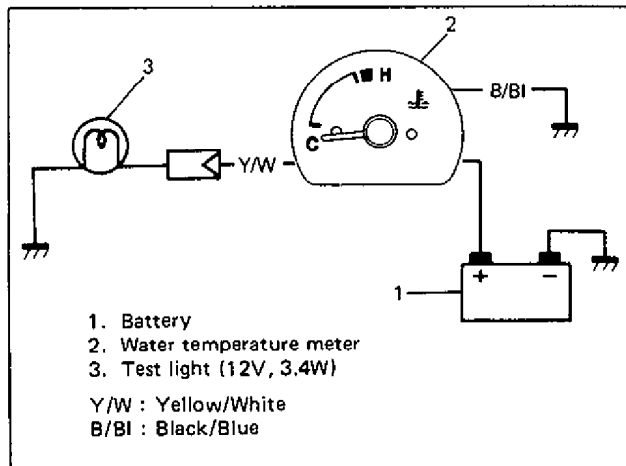 3
2
H
B/Bl
C
Y/W
+
−
1
1. Battery
2. Water temperature meter
3. Test light (12V, 3.4W)
Y/W : Yellow/White
B/Bl : Black/Blue